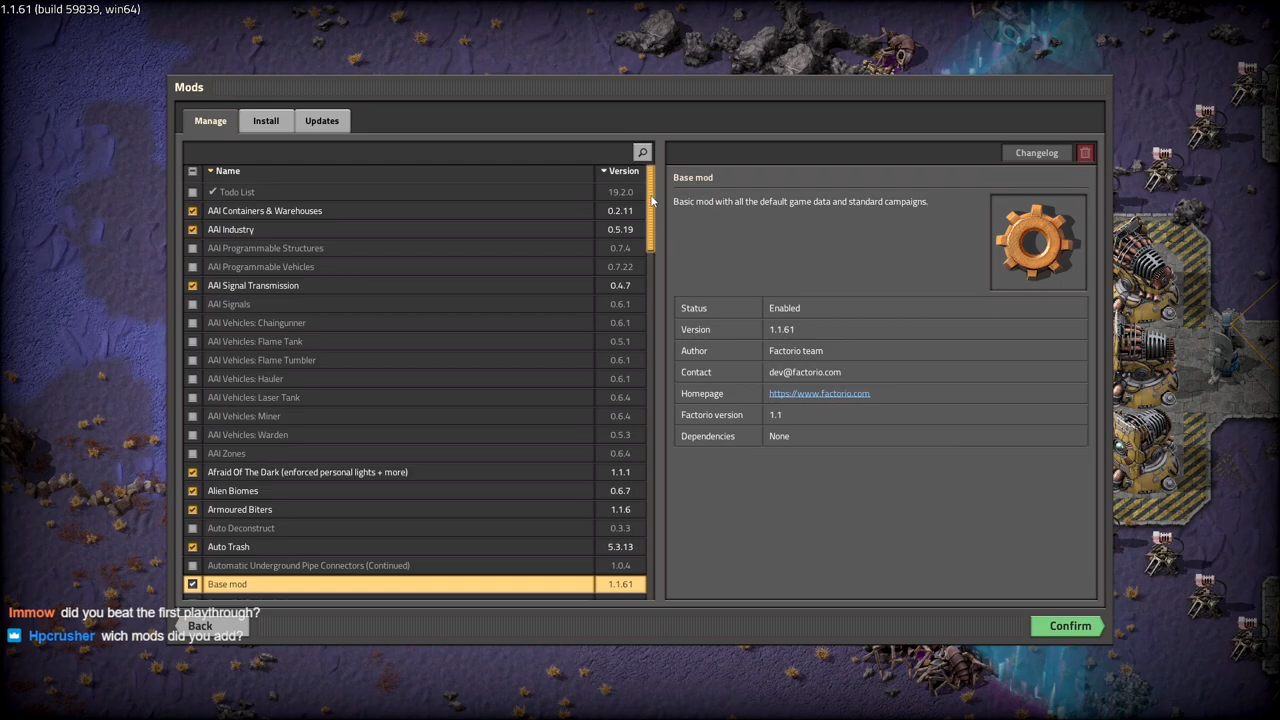 1.1.61 (build 59839, win64)
Mods
Manage Install Updates
Changelog
Name Version
✔ Todo List 19.2.0
AAI Containers & Warehouses 0.2.11
AAI Industry 0.5.19
AAI Programmable Structures 0.7.4
AAI Programmable Vehicles 0.7.22
AAI Signal Transmission 0.4.7
AAI Signals 0.6.1
AAI Vehicles: Chaingunner 0.6.1
AAI Vehicles: Flame Tank 0.5.1
AAI Vehicles: Flame Tumbler 0.6.1
AAI Vehicles: Hauler 0.6.1
AAI Vehicles: Laser Tank 0.6.4
AAI Vehicles: Miner 0.6.4
AAI Vehicles: Warden 0.5.3
AAI Zones 0.6.4
Afraid Of The Dark (enforced personal lights + more) 1.1.1
Alien Biomes 0.6.7
Armoured Biters 1.1.6
Auto Deconstruct 0.3.3
Auto Trash 5.3.13
Automatic Underground Pipe Connectors (Continued) 1.0.4
Base mod 1.1.61
Base mod
Basic mod with all the default game data and standard campaigns.
Status Enabled
Version 1.1.61
Author Factorio team
Contact dev@factorio.com
Homepage https://www.factorio.com
Factorio version 1.1
Dependencies None
Immow did you beat the first playthrough?
Hpcrusher wich mods did you add?
Back
Confirm